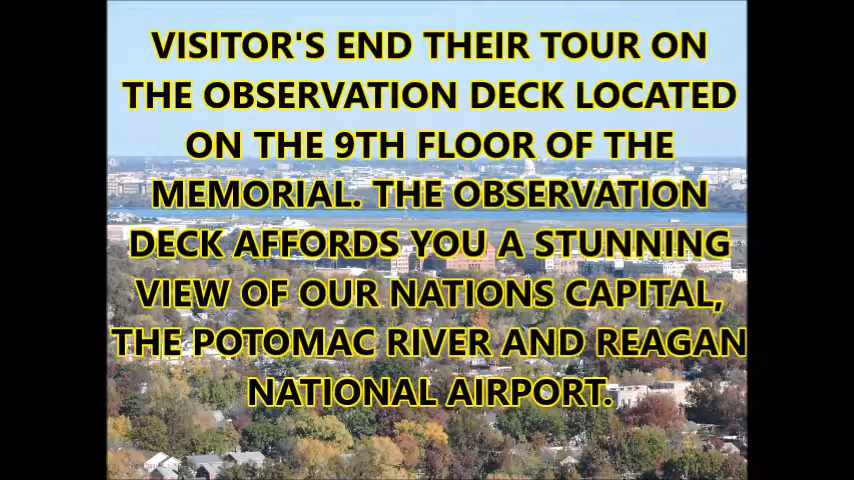 VISITOR'S END THEIR TOUR ON
THE OBSERVATION DECK LOCATED
ON THE 9TH FLOOR OF THE
MEMORIAL. THE OBSERVATION
DECK AFFORDS YOU A STUNNING
VIEW OF OUR NATIONS CAPITAL,
THE POTOMAC RIVER AND REAGAN
NATIONAL AIRPORT.